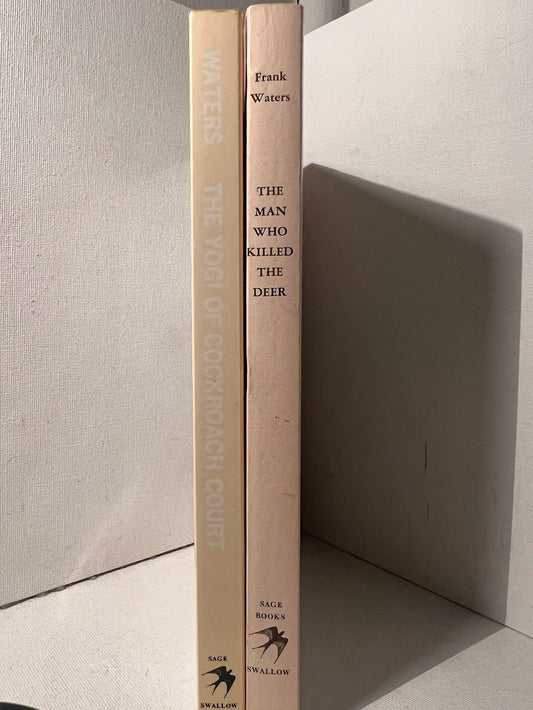 WATERS THE YOGI OF COCKROACH COURT
SAGE
SWALLOW
Frank
Waters
THE
MAN
WHO
KILLED
THE
DEER
SAGE
BOOKS
SWALLOW